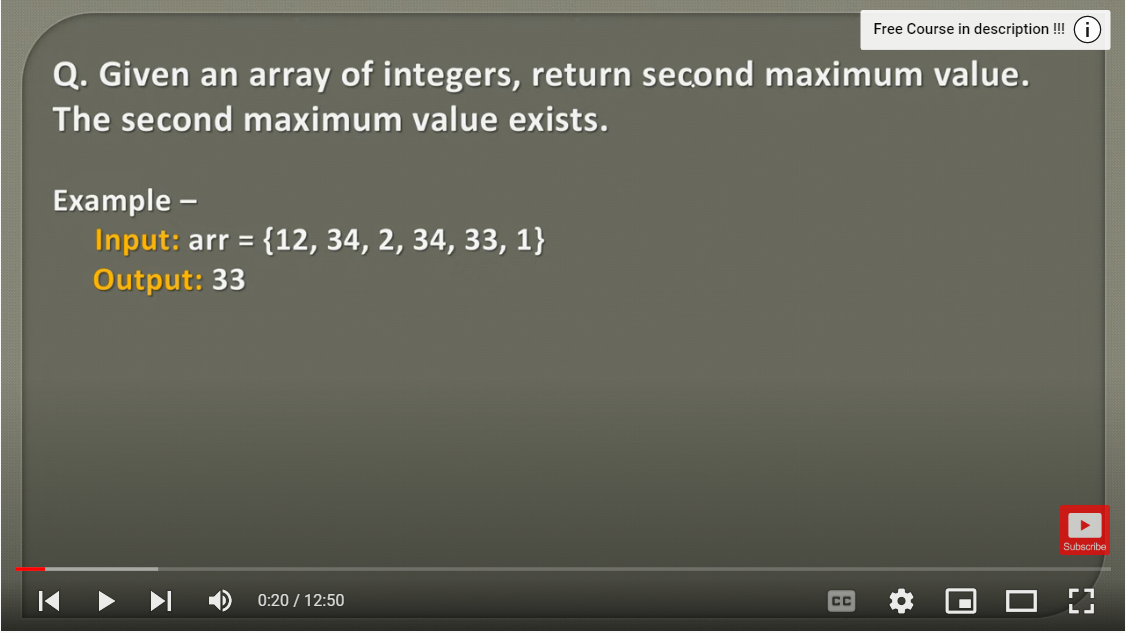 Free Course in description !!!
Q. Given an array of integers, return second maximum value.
The second maximum value exists.
Example –
Input: arr = {12, 34, 2, 34, 33, 1}
Output: 33
Subscribe
0:20 / 12:50
CC